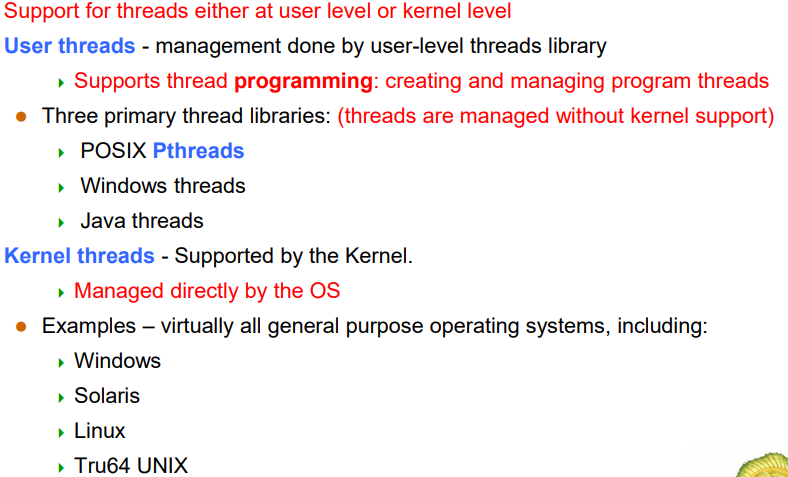 Support for threads either at user level or kernel level
User threads - management done by user-level threads library
Supports thread programming: creating and managing program threads
Three primary thread libraries: (threads are managed without kernel support)
POSIX Pthreads
Windows threads
Java threads
Kernel threads - Supported by the Kernel.
Managed directly by the OS
Examples – virtually all general purpose operating systems, including:
Windows
Solaris
Linux
Tru64 UNIX